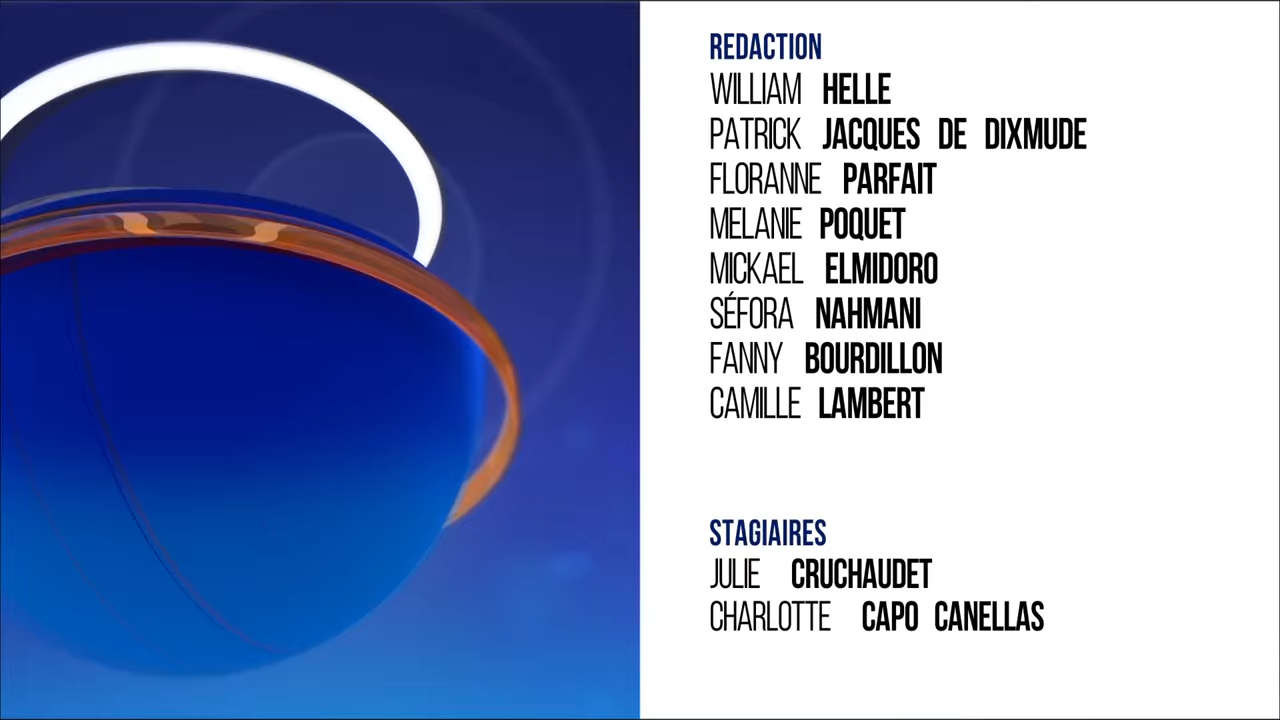 REDACTION
WILLIAM HELLE
PATRICK JACQUES DE DIXMUDE
FLORANNE PARFAIT
MELANIE POQUET
MICKAEL ELMIDORO
SÉFORA NAHMANI
FANNY BOURDILLON
CAMILLE LAMBERT
STAGIAIRES
JULIE CRUCHAUDET
CHARLOTTE CAPO CANELLAS